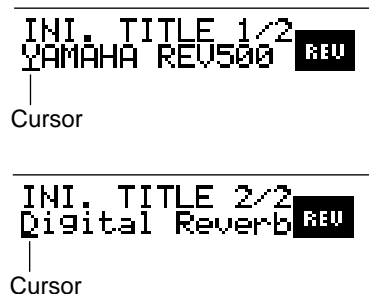 INI. TITLE 1/2
YAMAHA REV500 REV
Cursor
INI. TITLE 2/2
Digital Reverb REV
Cursor